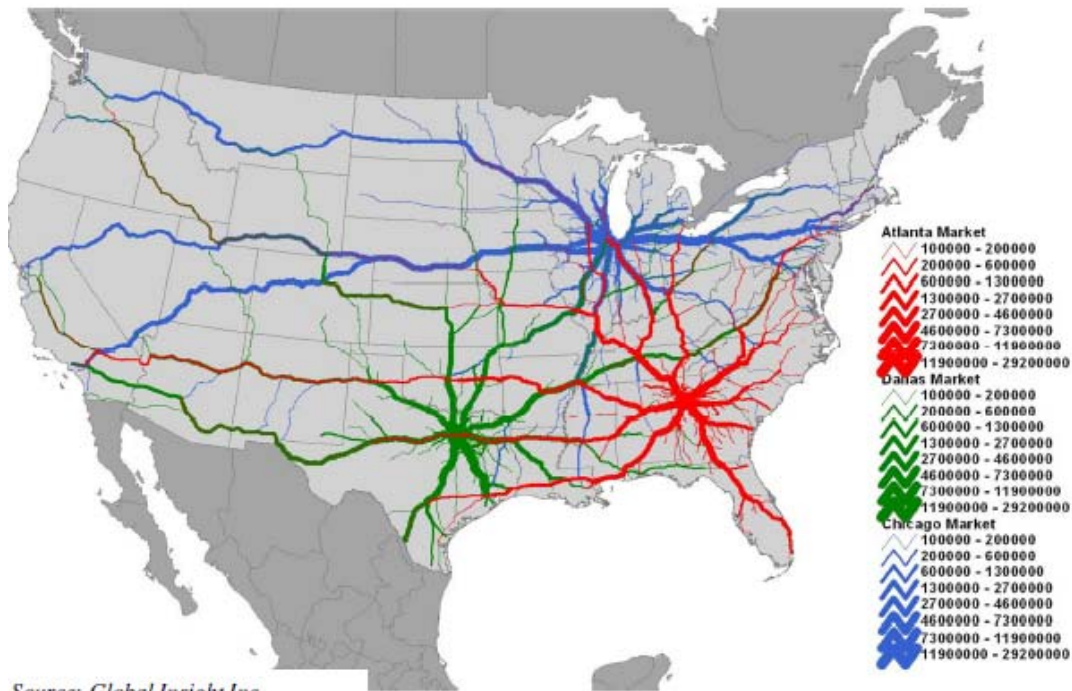 Atlanta Market
100000 - 200000
200000 - 600000
600000 - 1300000
1300000 - 2700000
2700000 - 4600000
4600000 - 7300000
7300000 - 11900000
11900000 - 29200000
Dallas Market
100000 - 200000
200000 - 600000
600000 - 1300000
1300000 - 2700000
2700000 - 4600000
4600000 - 7300000
7300000 - 11900000
11900000 - 29200000
Chicago Market
100000 - 200000
200000 - 600000
600000 - 1300000
1300000 - 2700000
2700000 - 4600000
4600000 - 7300000
7300000 - 11900000
11900000 - 29200000
Source: Global Insight Inc